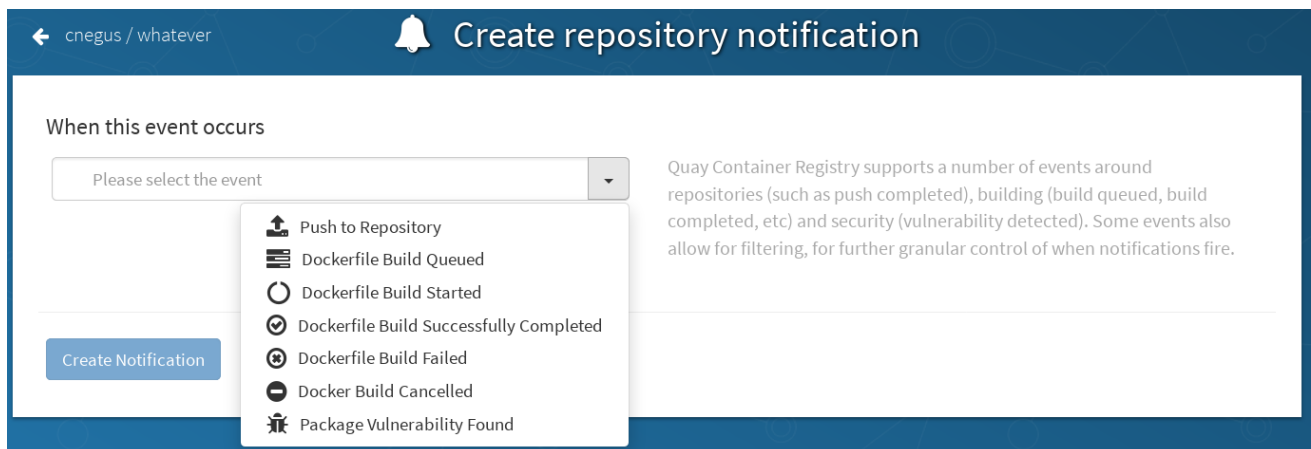 cnegus / whatever
Create repository notification
When this event occurs
Please select the event
Quay Container Registry supports a number of events around
repositories (such as push completed), building (build queued, build
completed, etc) and security (vulnerability detected). Some events also
allow for filtering, for further granular control of when notifications fire.
Push to Repository
Dockerfile Build Queued
Dockerfile Build Started
Dockerfile Build Successfully Completed
Dockerfile Build Failed
Docker Build Cancelled
Package Vulnerability Found
Create Notification